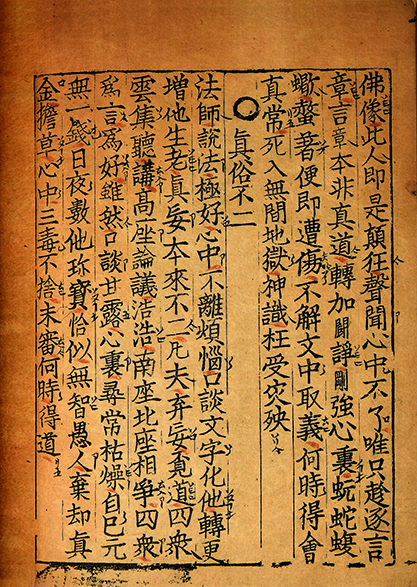 佛像此人即是顛狂聲聞心中不了唯只趂逐言
章言章本非真道轉加鬪諍剛強心裏蚖蛇蝮
蝎螫著便即遭傷不解文中取義何時得會
真常死入無間地獄神識枉受灾殃
○眞俗不二
法師說法極好心中不離煩惱口談文字化他轉更
增他生老真妄本來不二凡夫弃妄覓道四衆
雲集聽講高座論議浩浩南座北座相爭四衆
爲言爲好雖然口談甘露心裏尋常枯燥自己元
無一錢日夜數他珎寶恰似無智愚人棄却眞
金擔草心中三毒不捨未審何時得道